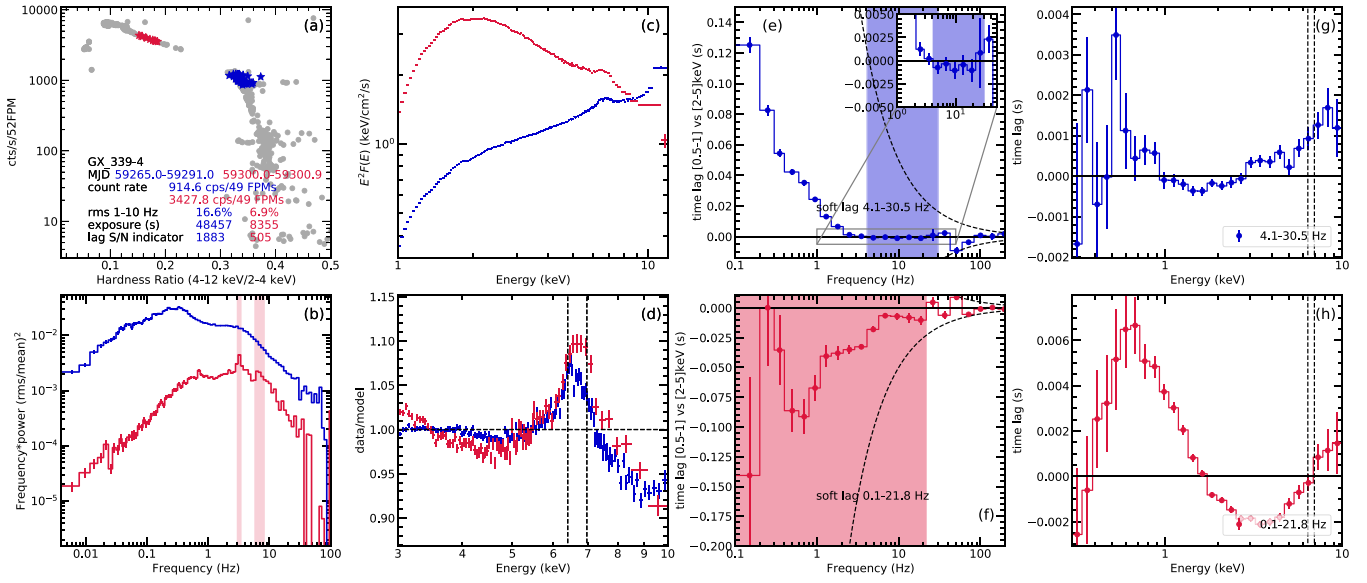 (a)
cts/s/52FPM
10000
1000
100
10
GX_339-4
MJD 59265.0-59291.0 59300.0-59300.9
count rate 914.6 cps/49 FPMs
3427.8 cps/49 FPMs
rms 1-10 Hz 16.6% 6.9%
exposure (s) 48457 8355
lag S/N indicator 1883 505
0.1 0.2 0.3 0.4 0.5
Hardness Ratio (4-12 keV/2-4 keV)
(b)
Frequency*power (rms/mean)²
10⁻²
10⁻³
10⁻⁴
10⁻⁵
0.01 0.1 1 10 100
Frequency (Hz)
(c)
E²f(E) (keV/cm²/s)
10⁰
1 10
Energy (keV)
(d)
data/model
1.15
1.10
1.05
1.00
0.95
0.90
3 4 5 6 7 8 9 10
Energy (keV)
(e)
time lag [0.5-1] vs [2-5]keV (s)
0.14
0.12
0.10
0.08
0.06
0.04
0.02
0.00
-0.02
0.0050
0.0025
0.0000
-0.0025
-0.0050
10⁰ 10¹
soft lag 4.1-30.5 Hz
0.1 1 10 100
Frequency (Hz)
(f)
time lag [0.5-1] vs [2-5]keV (s)
0.000
-0.025
-0.050
-0.075
-0.100
-0.125
-0.150
-0.175
-0.200
soft lag 0.1-21.8 Hz
0.1 1 10 100
Frequency (Hz)
(g)
time lag (s)
0.004
0.003
0.002
0.001
0.000
-0.001
-0.002
4.1-30.5 Hz
1 10
Energy (keV)
(h)
time lag (s)
0.006
0.004
0.002
0.000
-0.002
0.1-21.8 Hz
1 10
Energy (keV)